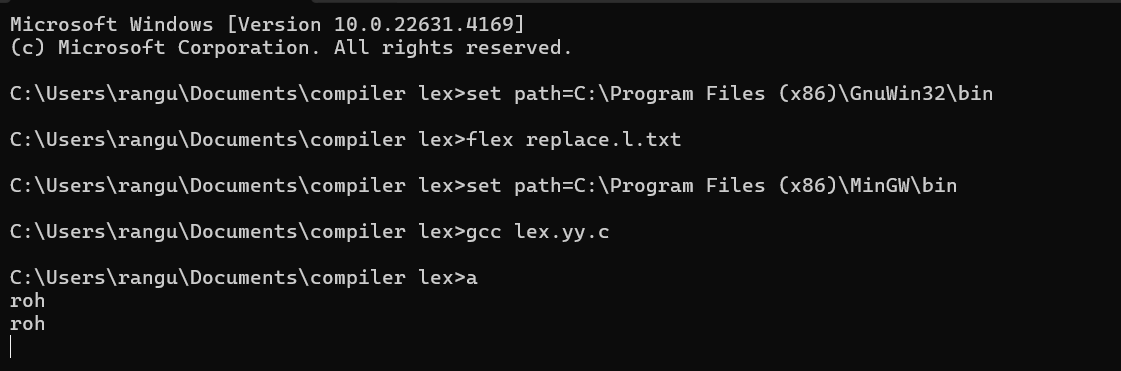 Microsoft Windows [Version 10.0.22631.4169]
(c) Microsoft Corporation. All rights reserved.
C:\Users\rangu\Documents\compiler lex>set path=C:\Program Files (x86)\GnuWin32\bin
C:\Users\rangu\Documents\compiler lex>flex replace.l.txt
C:\Users\rangu\Documents\compiler lex>set path=C:\Program Files (x86)\MinGW\bin
C:\Users\rangu\Documents\compiler lex>gcc lex.yy.c
C:\Users\rangu\Documents\compiler lex>a
roh
roh